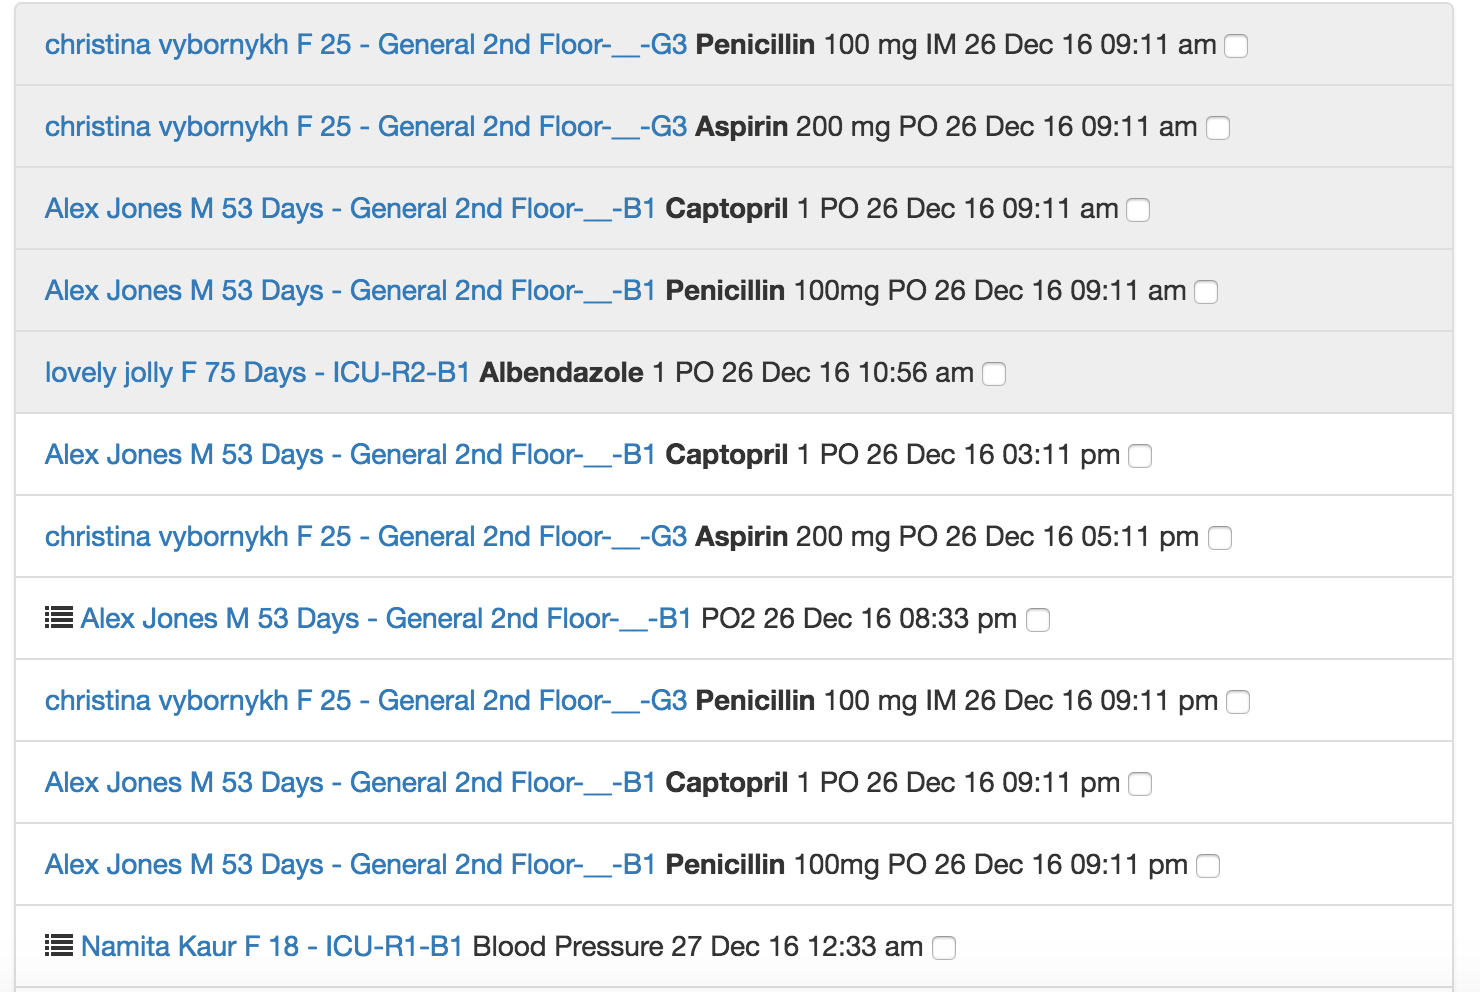 christina vybornykh F 25 - General 2nd Floor-__-G3 Penicillin 100 mg IM 26 Dec 16 09:11 am
christina vybornykh F 25 - General 2nd Floor-__-G3 Aspirin 200 mg PO 26 Dec 16 09:11 am
Alex Jones M 53 Days - General 2nd Floor-__-B1 Captopril 1 PO 26 Dec 16 09:11 am
Alex Jones M 53 Days - General 2nd Floor-__-B1 Penicillin 100mg PO 26 Dec 16 09:11 am
lovely jolly F 75 Days - ICU-R2-B1 Albendazole 1 PO 26 Dec 16 10:56 am
Alex Jones M 53 Days - General 2nd Floor-__-B1 Captopril 1 PO 26 Dec 16 03:11 pm
christina vybornykh F 25 - General 2nd Floor-__-G3 Aspirin 200 mg PO 26 Dec 16 05:11 pm
Alex Jones M 53 Days - General 2nd Floor-__-B1 PO2 26 Dec 16 08:33 pm
christina vybornykh F 25 - General 2nd Floor-__-G3 Penicillin 100 mg IM 26 Dec 16 09:11 pm
Alex Jones M 53 Days - General 2nd Floor-__-B1 Captopril 1 PO 26 Dec 16 09:11 pm
Alex Jones M 53 Days - General 2nd Floor-__-B1 Penicillin 100mg PO 26 Dec 16 09:11 pm
Namita Kaur F 18 - ICU-R1-B1 Blood Pressure 27 Dec 16 12:33 am